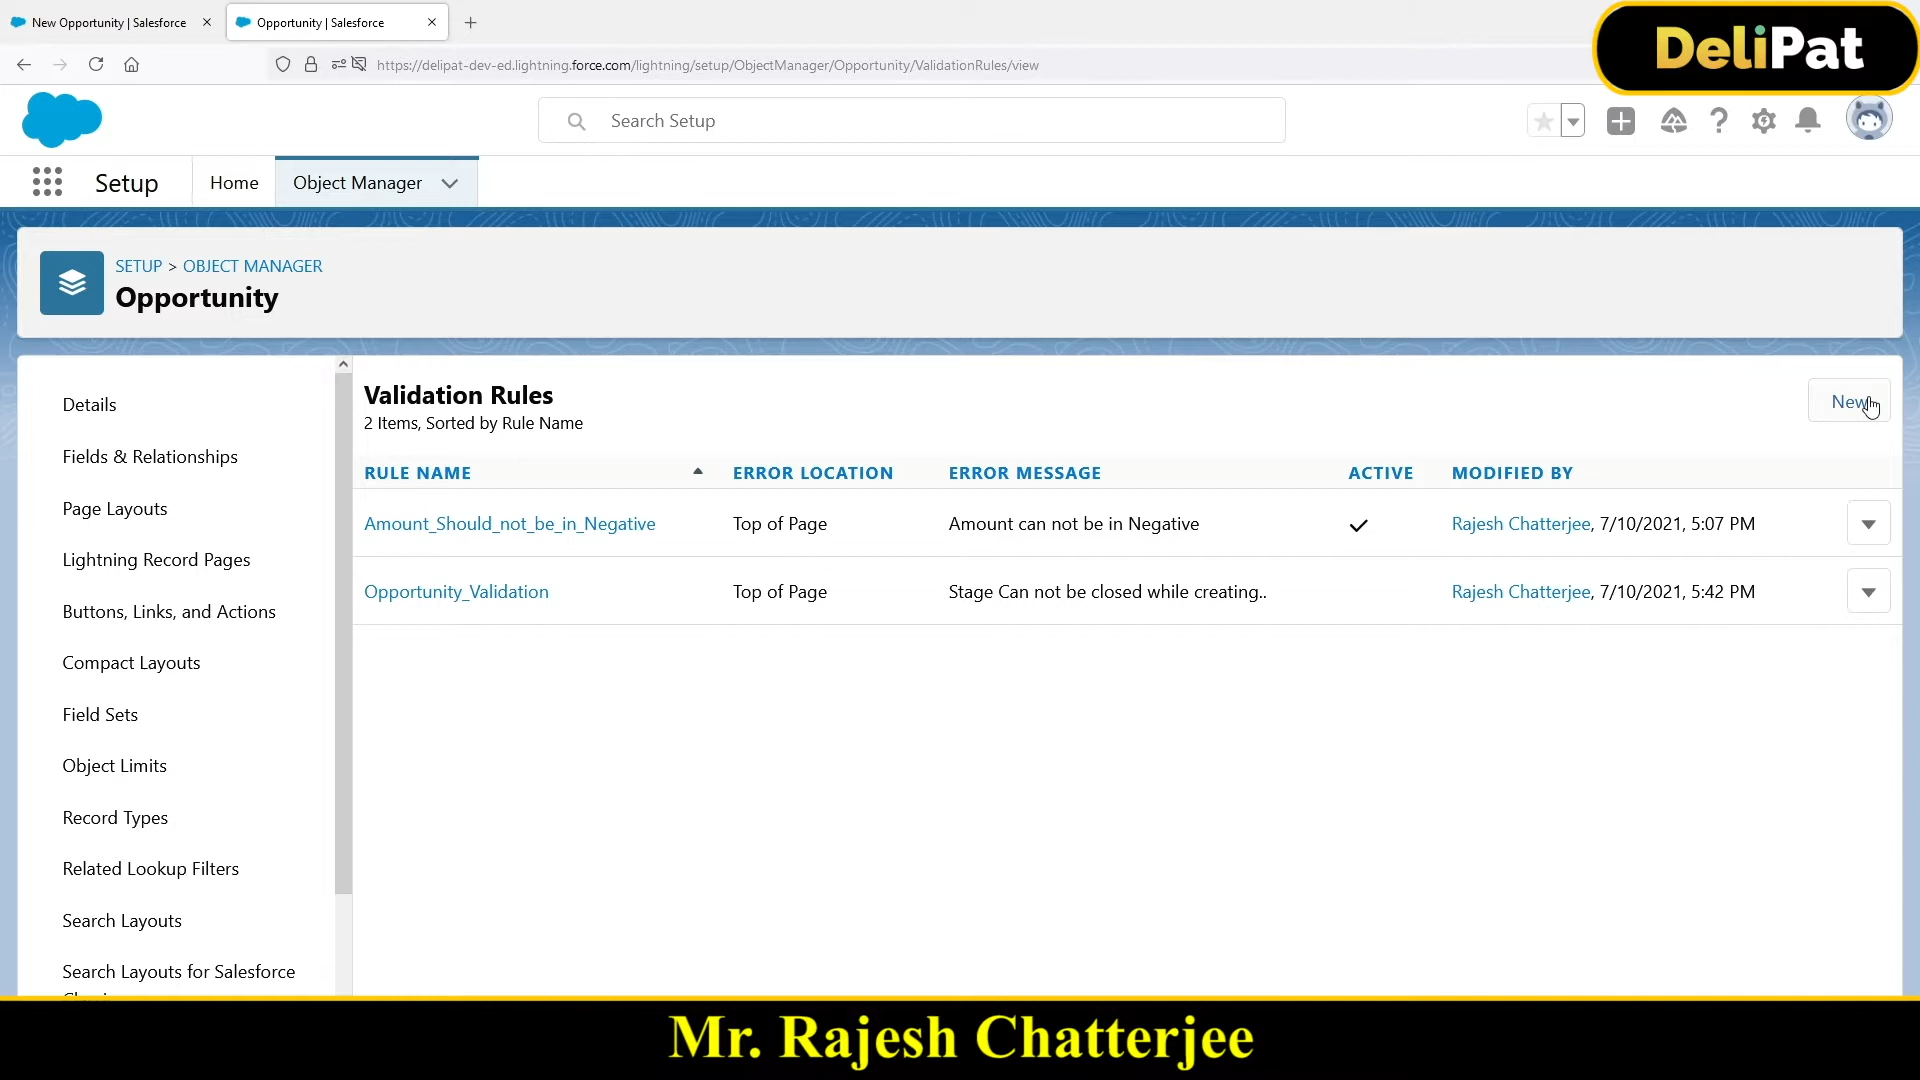 New Opportunity | Salesforce
Opportunity | Salesforce
https://delipat-dev-ed.lightning.force.com/lightning/setup/ObjectManager/Opportunity/ValidationRules/view
DeliPat
Search Setup
Setup
Home
Object Manager
SETUP > OBJECT MANAGER
Opportunity
Details
Fields & Relationships
Page Layouts
Lightning Record Pages
Buttons, Links, and Actions
Compact Layouts
Field Sets
Object Limits
Record Types
Related Lookup Filters
Search Layouts
Search Layouts for Salesforce
Validation Rules
2 Items, Sorted by Rule Name
New
RULE NAME ERROR LOCATION ERROR MESSAGE ACTIVE MODIFIED BY
Amount_Should_not_be_in_Negative Top of Page Amount can not be in Negative Rajesh Chatterjee, 7/10/2021, 5:07 PM
Opportunity_Validation Top of Page Stage Can not be closed while creating.. Rajesh Chatterjee, 7/10/2021, 5:42 PM
Mr. Rajesh Chatterjee